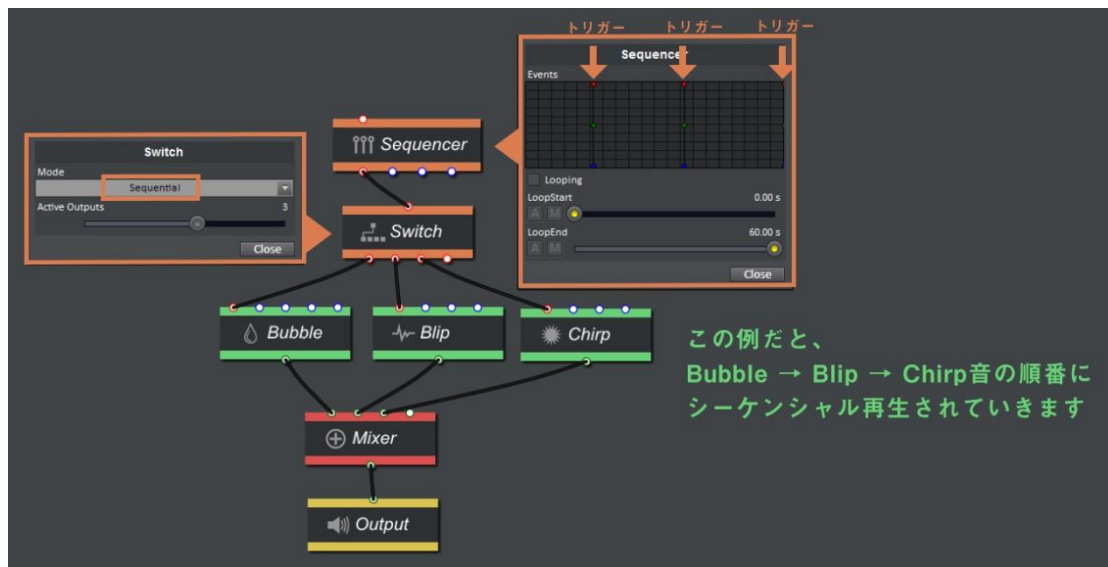 トリガー トリガー トリガー
Sequencer
Events
Looping
LoopStart 0.00 s
A M
LoopEnd 60.00 s
A M
Close
Sequencer
Switch
Mode
Sequential
Active Outputs 3
Close
Switch
Bubble
Blip
Chirp
この例だと、
Bubble → Blip → Chirp音の順番に
シーケンシャル再生されていきます
Mixer
Output